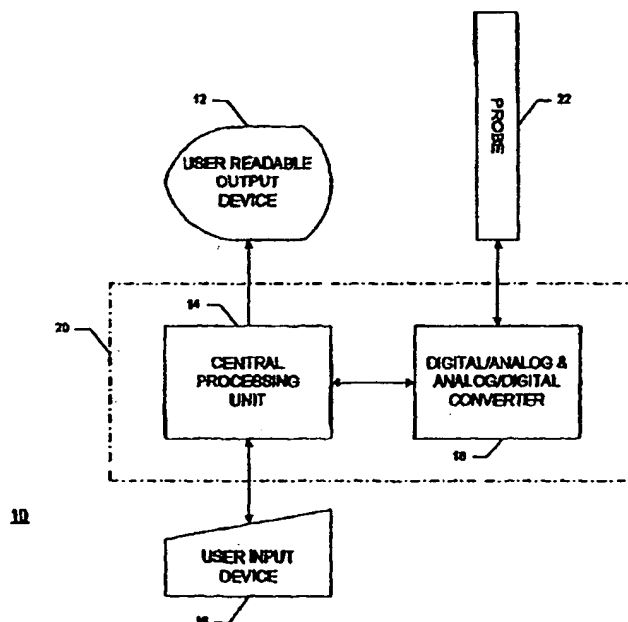 12
USER READABLE
OUTPUT
DEVICE
PROBE
22
20
14
CENTRAL
PROCESSING
UNIT
DIGITAL/ANALOG &
ANALOG/DIGITAL
CONVERTER
18
10
USER INPUT
DEVICE